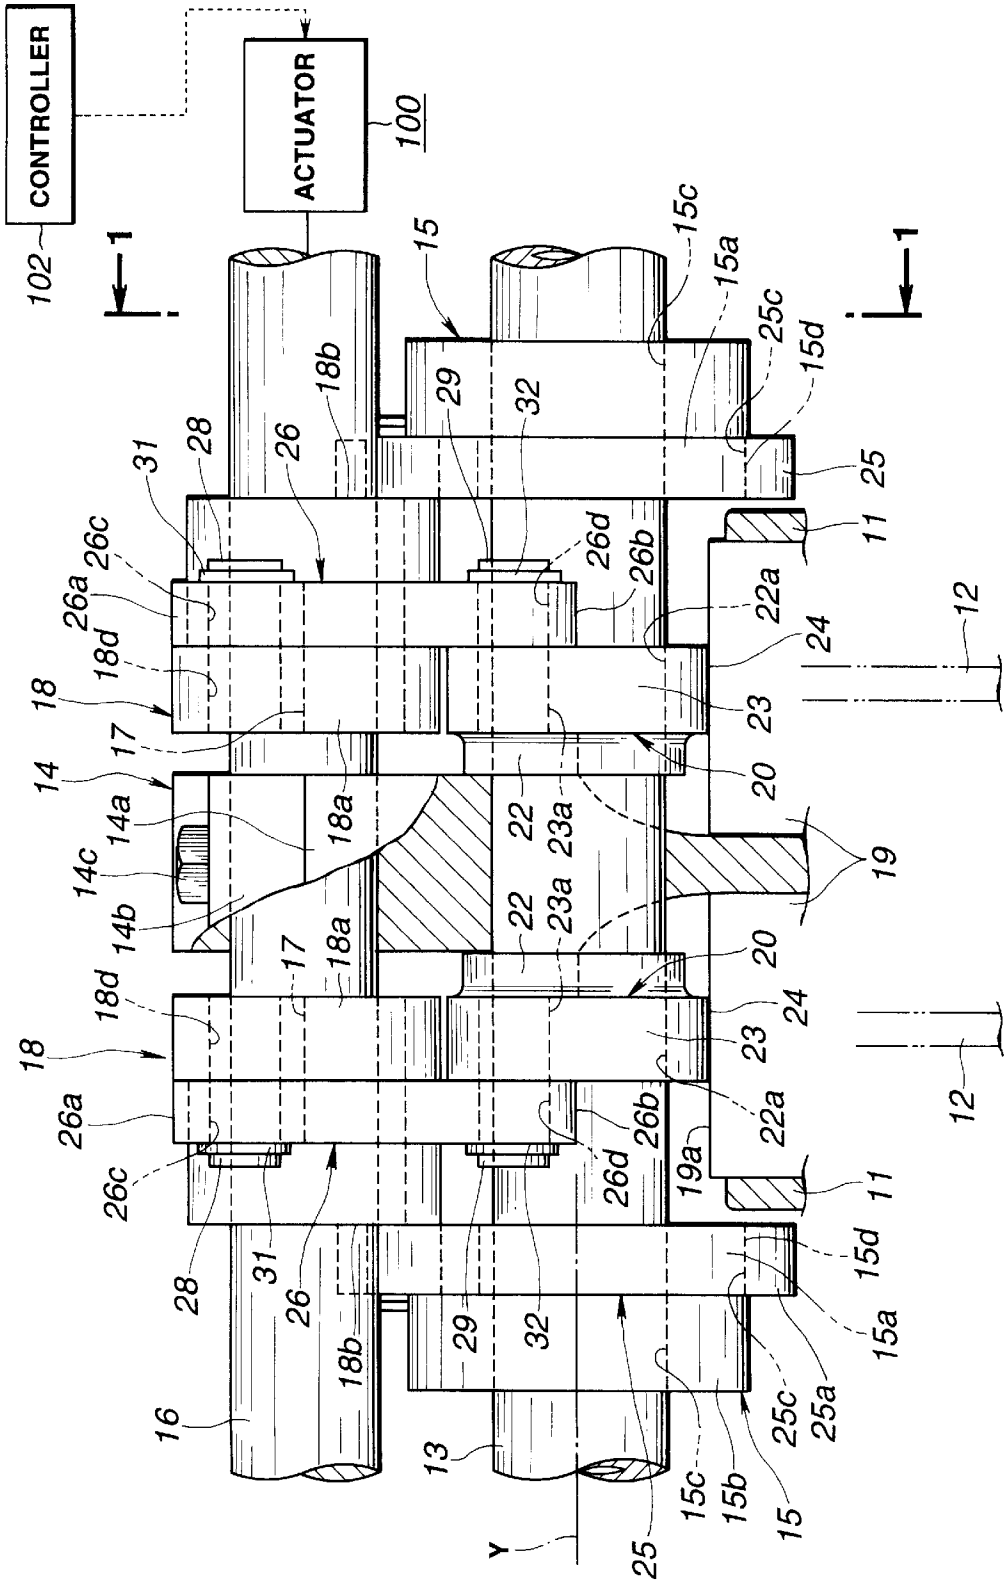 CONTROLLER
102
ACTUATOR
100
1
1
15
15c
15a
25c
15d
25
18b
29
32
26
28
31
26c
26a
18d
18
17
14
14a
14c
14b
18a
26d
26b
22a
24
23
20
22
23a
11
12
19
18a
17
18d
18
26a
26c
28
31
26
18b
29
32
22
23a
20
24
23
22a
26b
26d
19a
12
11
16
13
Y
25
15c
15b
15
25c
25a
15a
15d